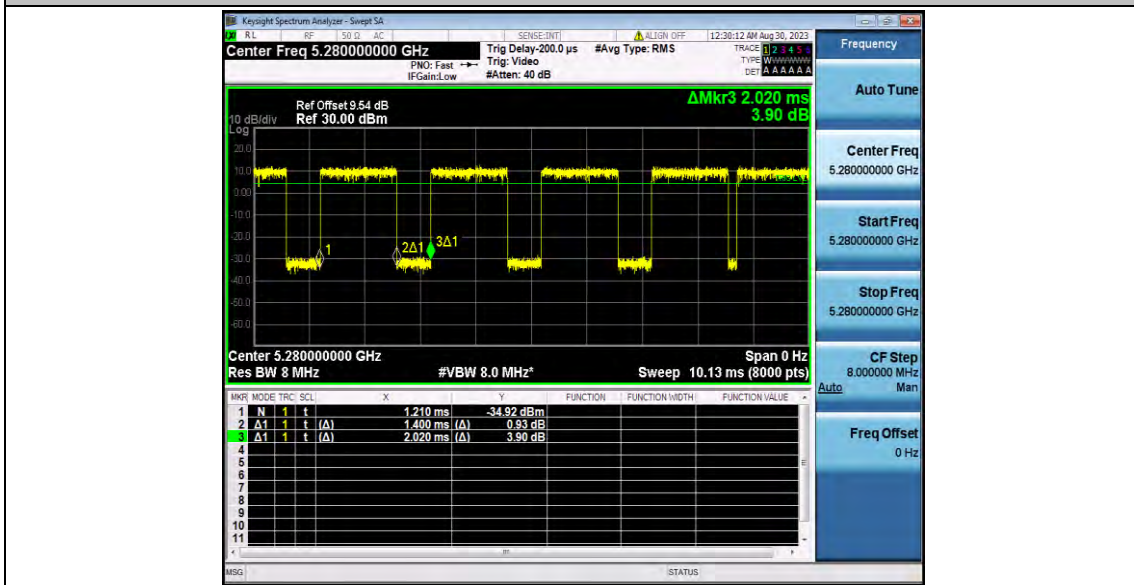 Keysight Spectrum Analyzer - Swept SA
RL RF 50 Ω AC SENSE:INT ALIGN OFF 12:30:12 AM Aug 30, 2023
Center Freq 5.280000000 GHz
Trig Delay-200.0 µs #Avg Type: RMS
TRACE 1 2 3 4 5 6
PNO: Fast Trig: Video
TYPE WWWWWW
IFGain:Low #Atten: 40 dB
DET A A A A A A
ΔMkr3 2.020 ms
3.90 dB
Ref Offset 9.54 dB
10 dB/div Ref 30.00 dBm
Log
20.0
10.0
0.00
-10.0
-20.0
-30.0
-40.0
-50.0
-60.0
1
2Δ1
3Δ1
Center 5.280000000 GHz Span 0 Hz
Res BW 8 MHz #VBW 8.0 MHz* Sweep 10.13 ms (8000 pts)
MKR MODE TRC SCL X Y FUNCTION FUNCTION WIDTH FUNCTION VALUE
1 N 1 t 1.210 ms -34.92 dBm
2 Δ1 1 t (Δ) 1.400 ms (Δ) 0.93 dB
3 Δ1 1 t (Δ) 2.020 ms (Δ) 3.90 dB
4
5
6
7
8
9
10
11
MSG STATUS
Frequency
Auto Tune
Center Freq
5.280000000 GHz
Start Freq
5.280000000 GHz
Stop Freq
5.280000000 GHz
CF Step
8.000000 MHz
Auto Man
Freq Offset
0 Hz